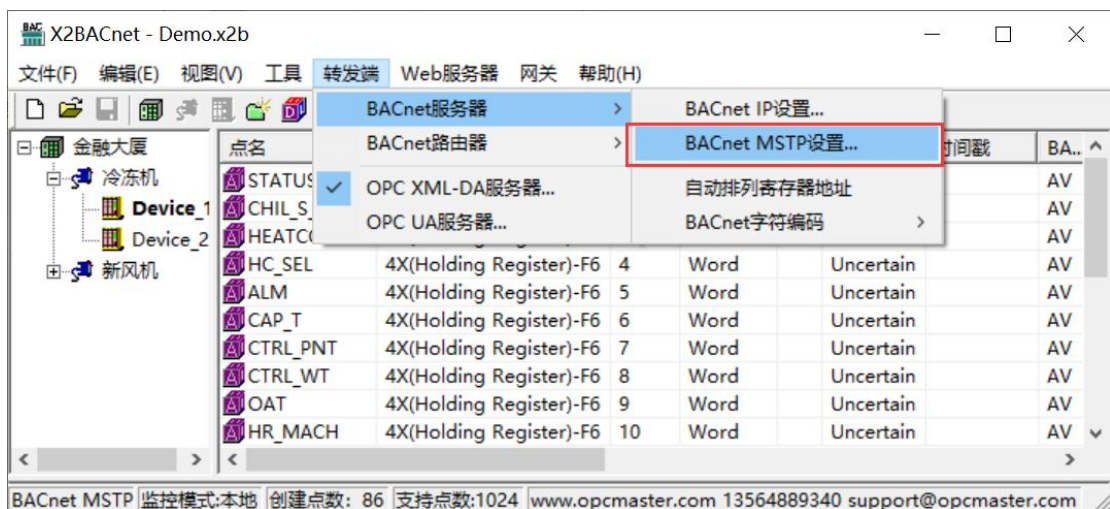 X2BACnet - Demo.x2b
文件(F) 编辑(E) 视图(V) 工具 转发端 Web服务器 网关 帮助(H)
BACnet服务器
BACnet路由器
OPC XML-DA服务器...
OPC UA服务器...
BACnet IP设置...
BACnet MSTP设置...
自动排列寄存器地址
BACnet字符编码
金融大厦
冷冻机
Device_1
Device_2
新风机
点名 时间戳 BA...
STATUS AV
CHIL_S_ AV
HEATC AV
HC_SEL 4X(Holding Register)-F6 4 Word Uncertain AV
ALM 4X(Holding Register)-F6 5 Word Uncertain AV
CAP_T 4X(Holding Register)-F6 6 Word Uncertain AV
CTRL_PNT 4X(Holding Register)-F6 7 Word Uncertain AV
CTRL_WT 4X(Holding Register)-F6 8 Word Uncertain AV
OAT 4X(Holding Register)-F6 9 Word Uncertain AV
HR_MACH 4X(Holding Register)-F6 10 Word Uncertain AV
BACnet MSTP 监控模式:本地 创建点数: 86 支持点数:1024 www.opcmaster.com 13564889340 support@opcmaster.com